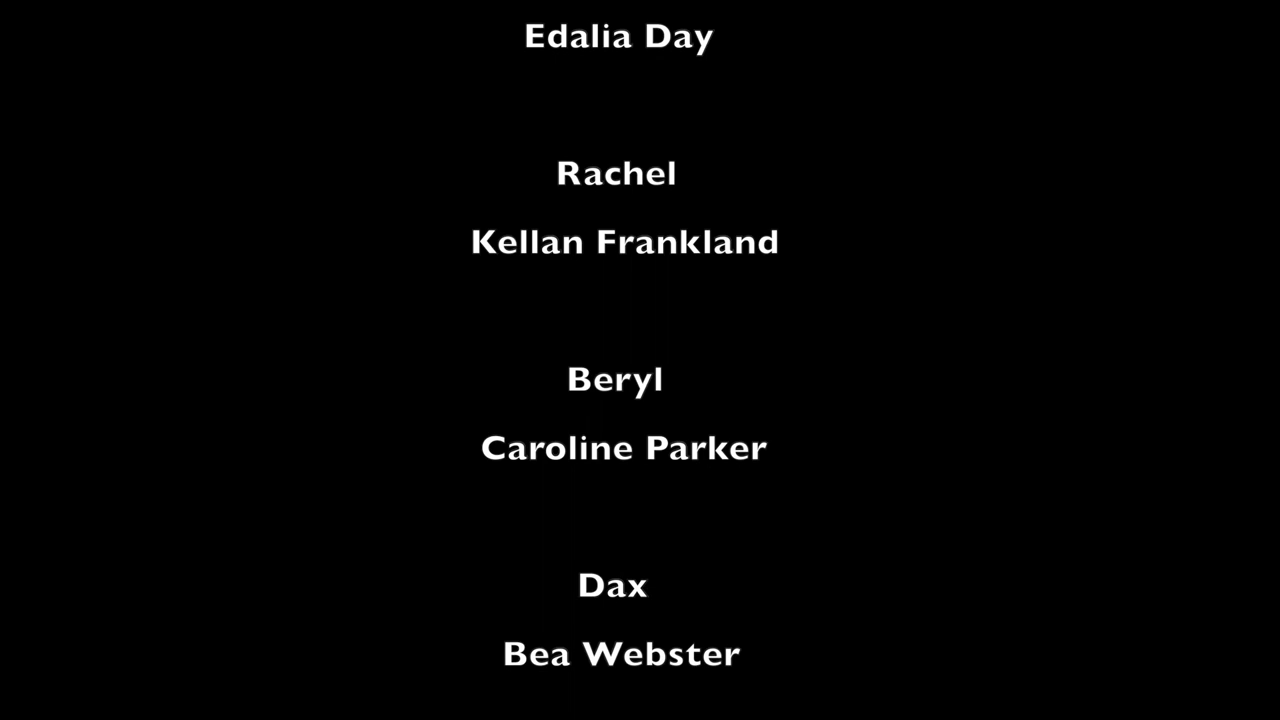 Edalia Day
Rachel
Kellan Frankland
Beryl
Caroline Parker
Dax
Bea Webster